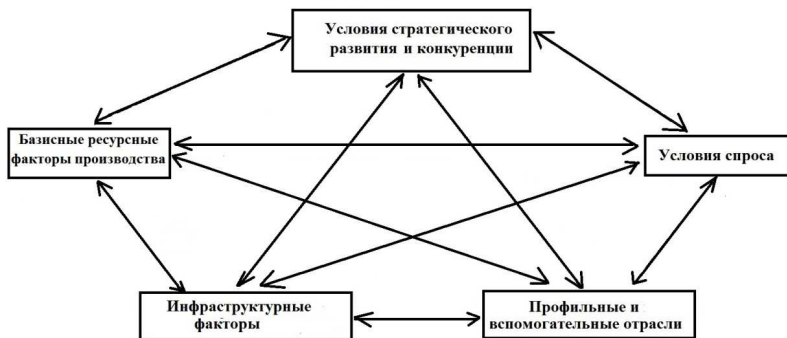 Условия стратегического
развития и конкуренции
Базисные ресурсные
факторы производства
Условия спроса
Инфраструктурные
факторы
Профильные и
вспомогательные отрасли